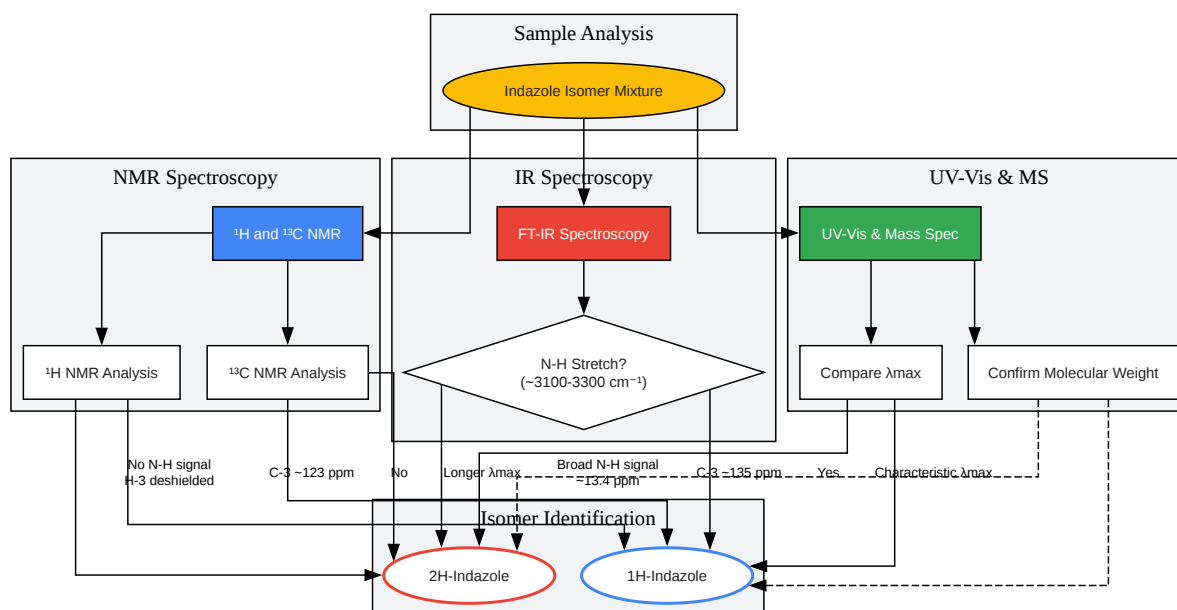 Sample Analysis
Indazole Isomer Mixture
NMR Spectroscopy
IR Spectroscopy
UV-Vis & MS
¹H and ¹³C NMR
FT-IR Spectroscopy
UV-Vis & Mass Spec
¹H NMR Analysis
¹³C NMR Analysis
N-H Stretch?
(~3100-3300 cm⁻¹)
Compare λmax
Confirm Molecular Weight
No N-H signal
H-3 deshielded
C-3 ~123 ppm
No
Longer λmax
Broad N-H signal
~13.4 ppm
C-3 ~135 ppm
Yes
Characteristic λmax
Isomer Identification
2H-Indazole
1H-Indazole